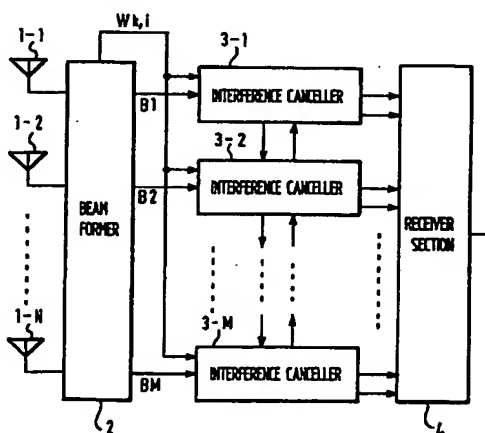 Wk,i
1-1
3-1
INTERFERENCE CANCELLER
B1
1-2
3-2
INTERFERENCE CANCELLER
B2
BEAM
FORMER
RECEIVER
SECTION
1-N
3-M
INTERFERENCE CANCELLER
BM
2
4